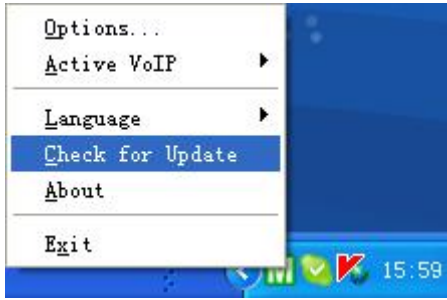 Options...
Active VoIP
Language
Check for Update
About
Exit
15:59